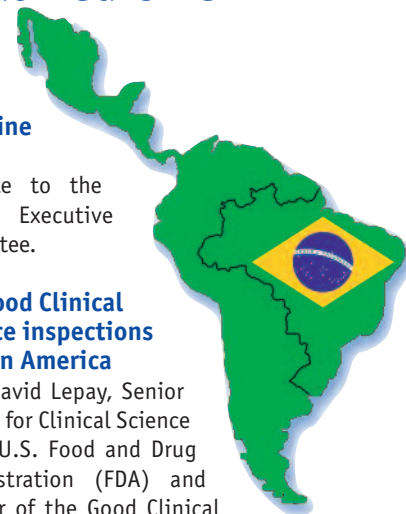 ine
e to the
Executive
tee.
ood Clinical
ce inspections
n America
avid Lepay, Senior
for Clinical Science
U.S. Food and Drug
stration (FDA) and
r of the Good Clinical